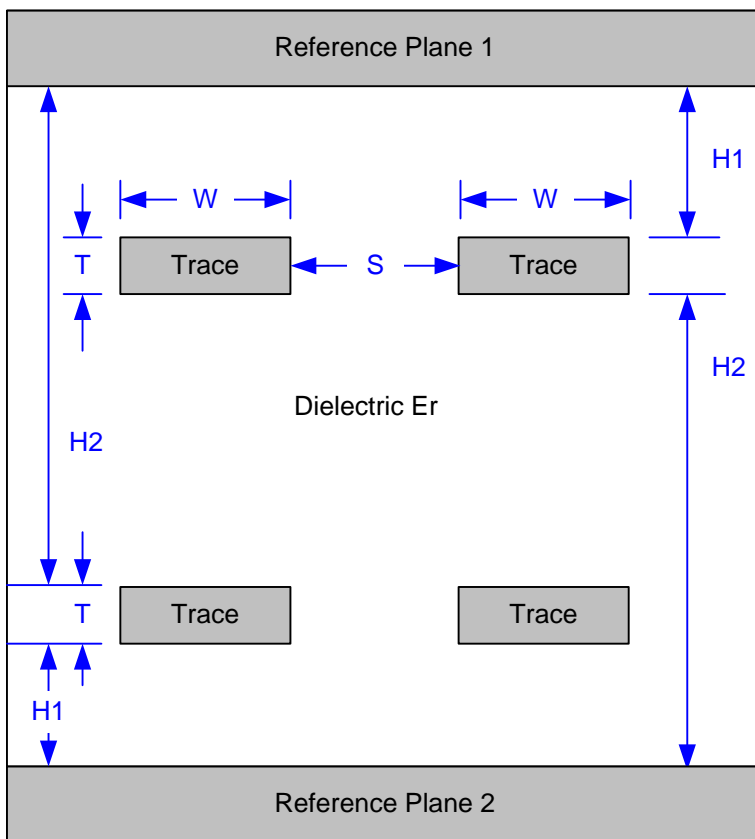 Reference Plane 1
H1
W
W
T
Trace
S
Trace
H2
Dielectric Er
H2
T
Trace
Trace
H1
Reference Plane 2